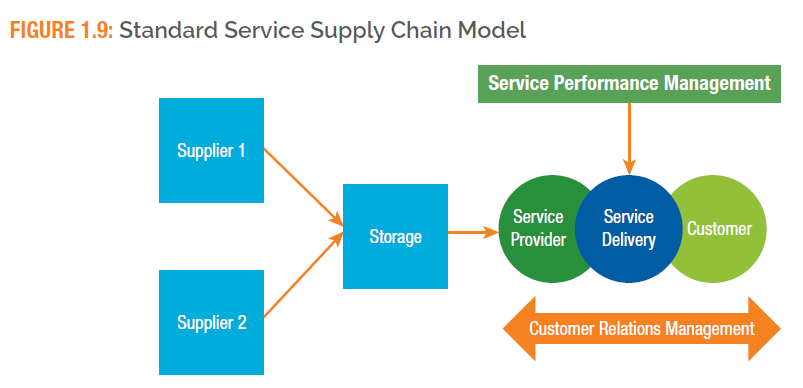 FIGURE 1.9: Standard Service Supply Chain Model
Service Performance Management
Supplier 1
Storage
Supplier 2
Service
Provider
Service
Delivery
Customer
Customer Relations Management